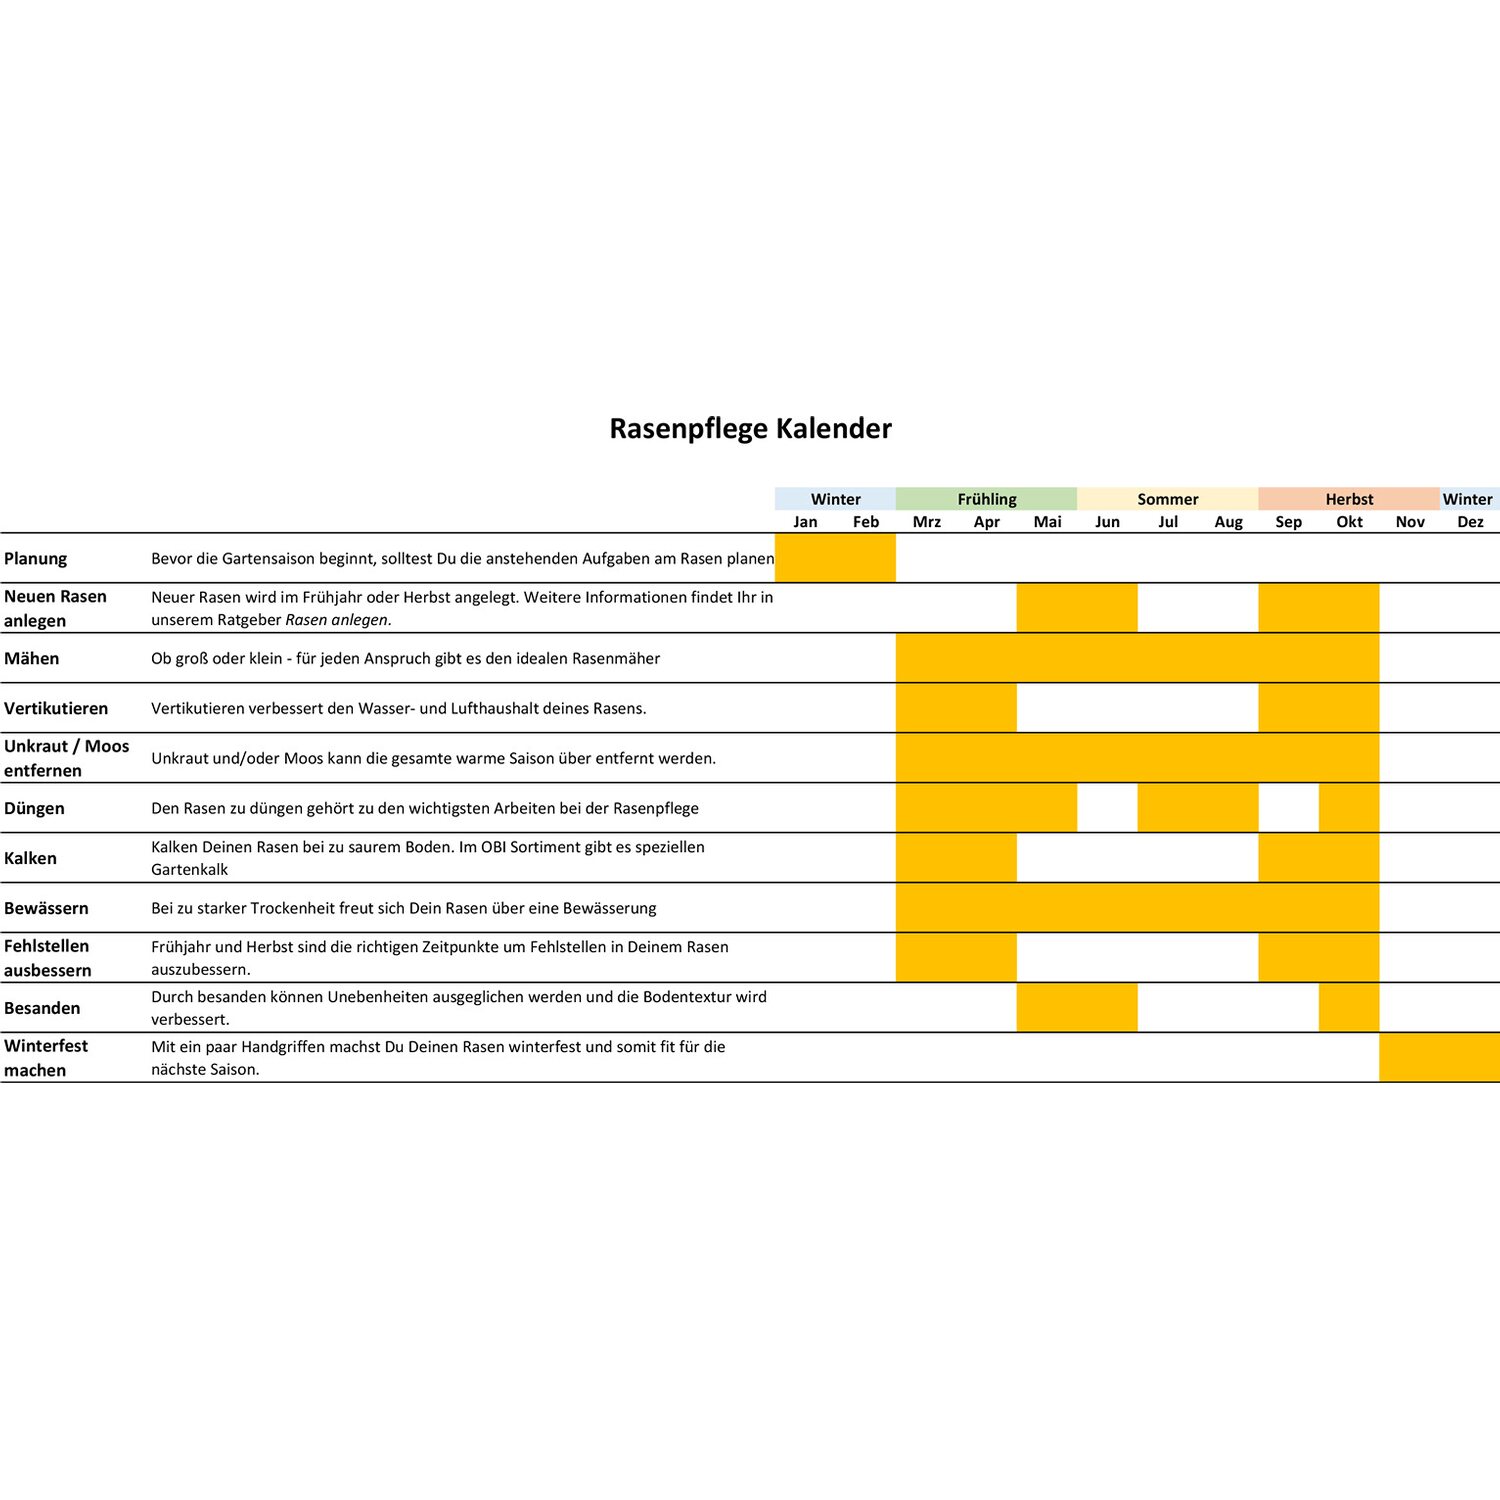 Rasenpflege Kalender
Winter Frühling Sommer Herbst Winter
Jan Feb Mrz Apr Mai Jun Jul Aug Sep Okt Nov Dez
Planung Bevor die Gartensaison beginnt, solltest Du die anstehenden Aufgaben am Rasen planen
Neuen Rasen anlegen
Neuer Rasen wird im Frühjahr oder Herbst angelegt. Weitere Informationen findet Ihr in
unserem Ratgeber Rasen anlegen.
Mähen Ob groß oder klein - für jeden Anspruch gibt es den idealen Rasenmäher
Vertikutieren Vertikutieren verbessert den Wasser- und Lufthaushalt deines Rasens.
Unkraut / Moos
entfernen
Unkraut und/oder Moos kann die gesamte warme Saison über entfernt werden.
Düngen Den Rasen zu düngen gehört zu den wichtigsten Arbeiten bei der Rasenpflege
Kalken
Kalken Deinen Rasen bei zu saurem Boden. Im OBI Sortiment gibt es speziellen
Gartenkalk
Bewässern Bei zu starker Trockenheit freut sich Dein Rasen über eine Bewässerung
Fehlstellen
ausbessern
Frühjahr und Herbst sind die richtigen Zeitpunkte um Fehlstellen in Deinem Rasen
auszubessern.
Besanden
Durch besanden können Unebenheiten ausgeglichen werden und die Bodentextur wird
verbessert.
Winterfest
machen
Mit ein paar Handgriffen machst Du Deinen Rasen winterfest und somit fit für die
nächste Saison.